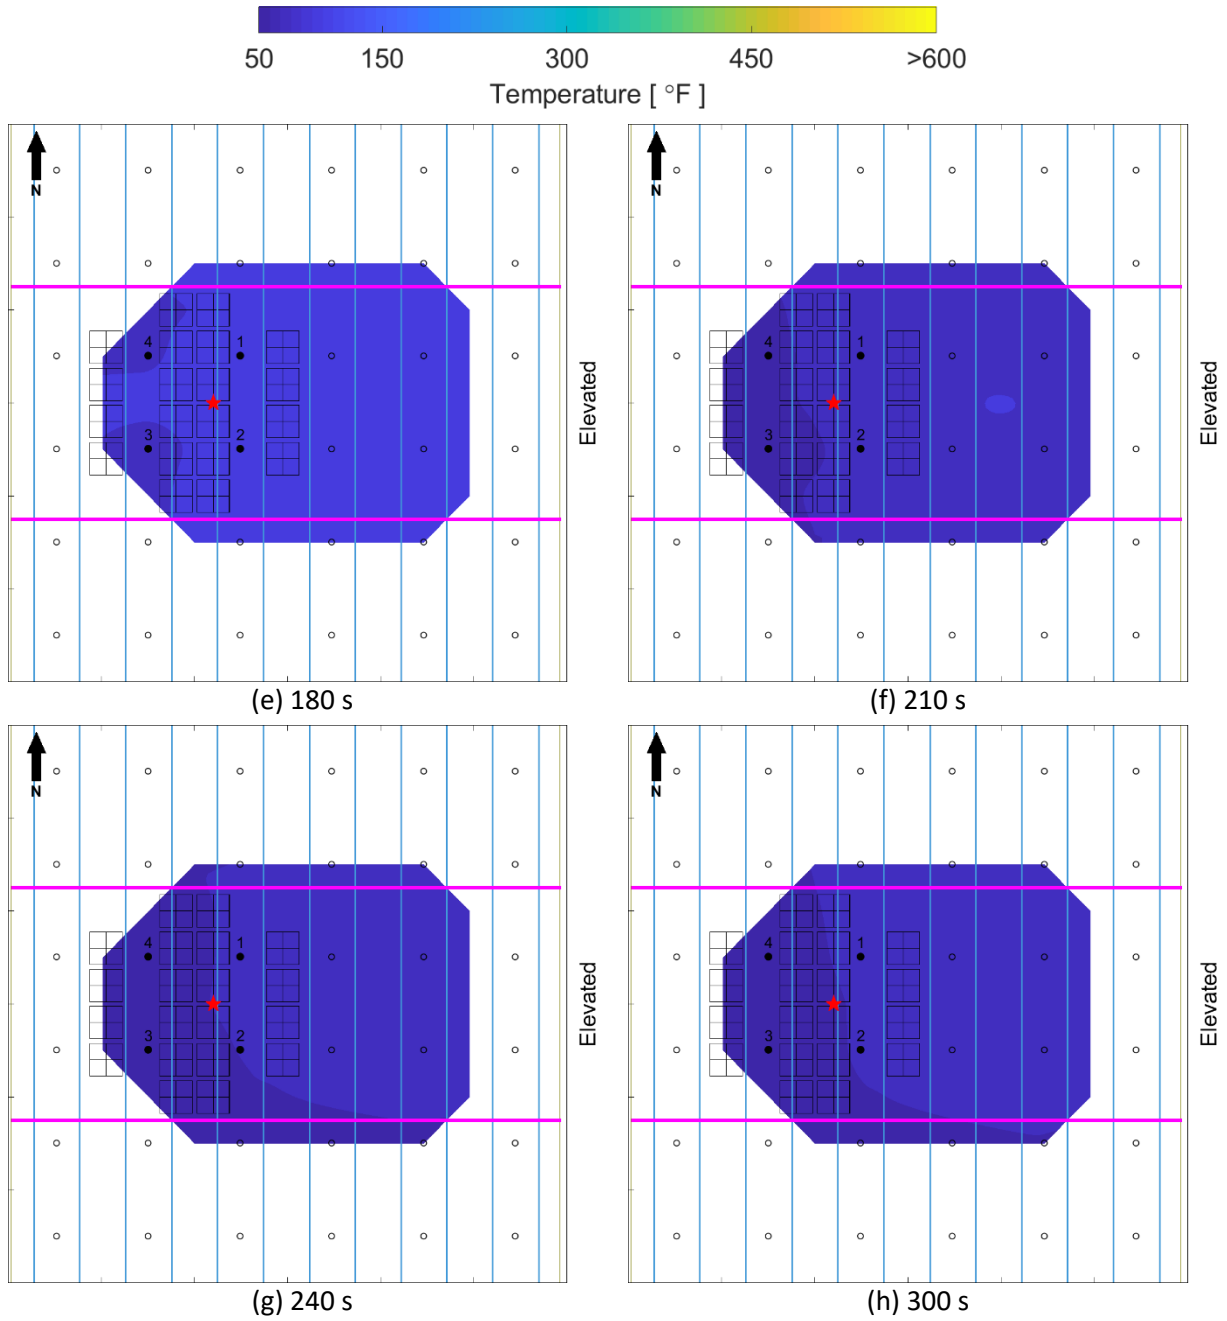 50 150 300 450 >600
Temperature [ °F ]
N
4 1
3 2
Elevated
(e) 180 s
N
4 1
3 2
Elevated
(f) 210 s
N
4 1
3 2
Elevated
(g) 240 s
N
4 1
3 2
Elevated
(h) 300 s